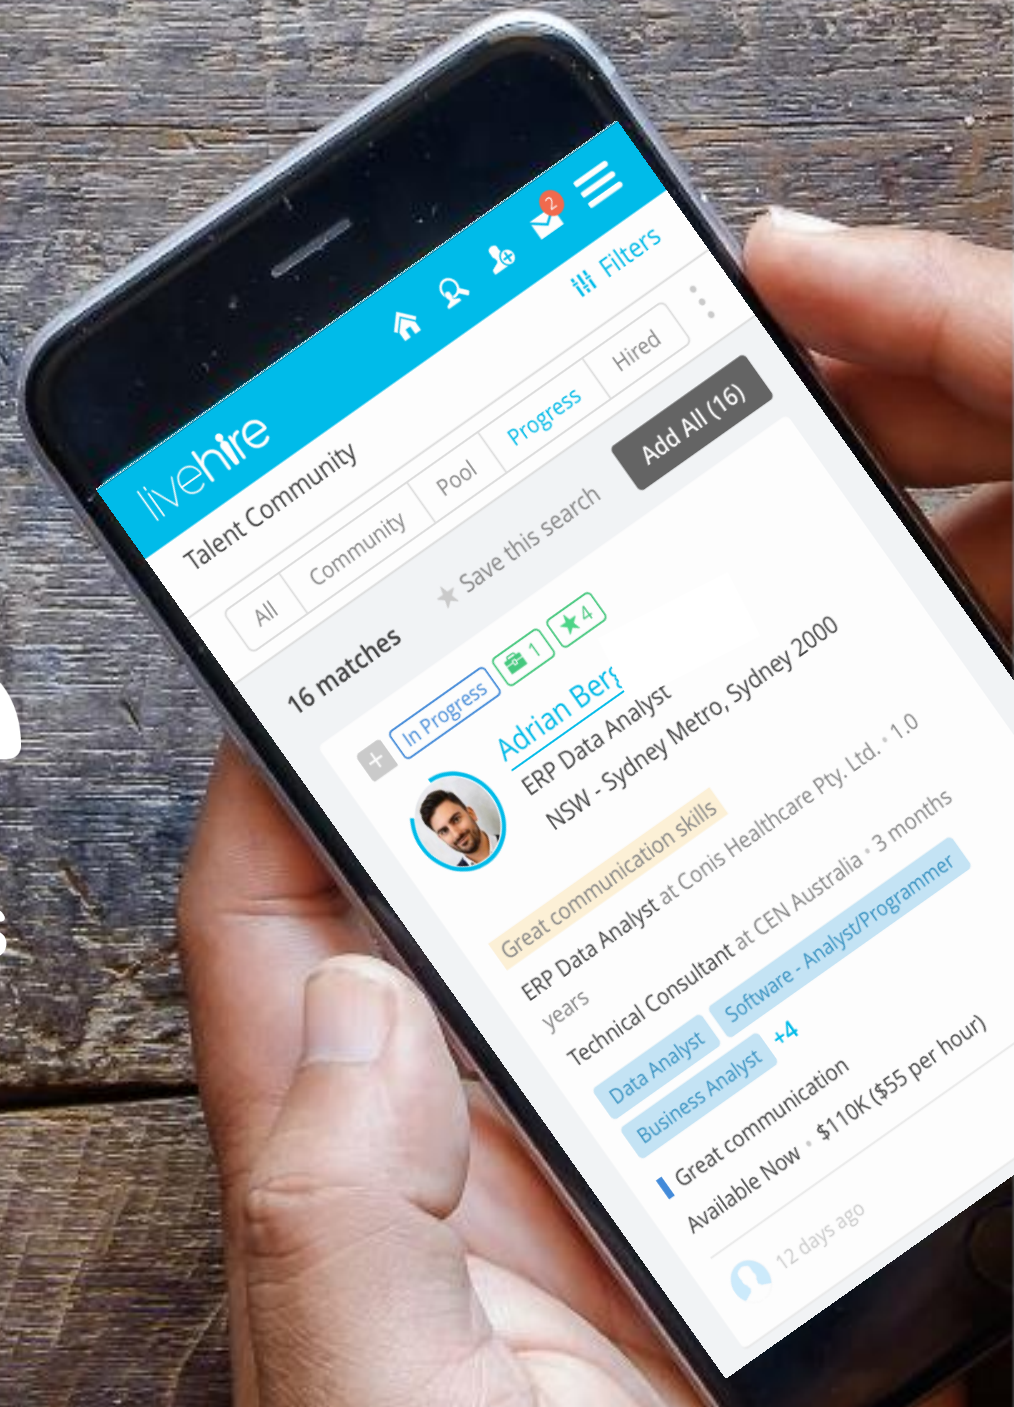 2
livehire
Talent Community
Filters
All
Community
Pool
Progress
Hired
16 matches
Save this search
Add All (16)
In Progress
1
4
Adrian
ERP Data Analyst
NSW - Sydney Metro, Sydney 2000
Great communication skills
ERP Data Analyst at Conis Healthcare Pty. Ltd. • 1.0
years
Technical Consultant at CEN Australia • 3 months
Data Analyst
Software - Analyst/Programmer
Business Analyst
+4
Great communication
Available Now • $110K ($55 per hour)
12 days ago